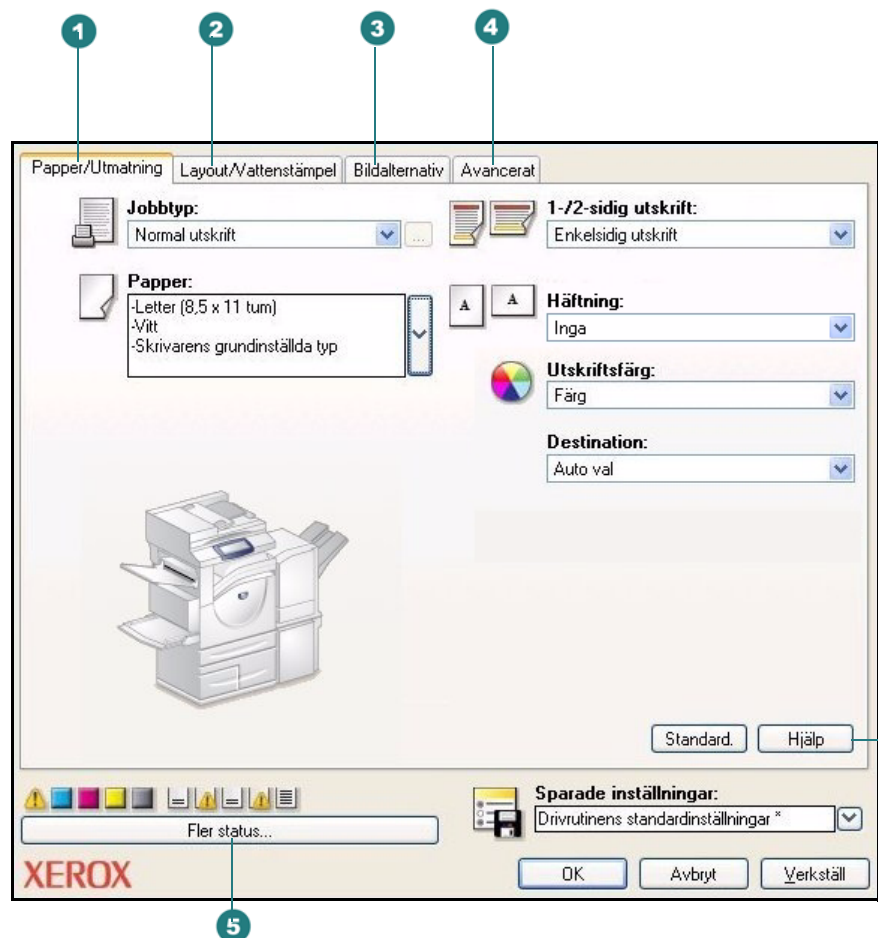 1 2 3 4
Papper/Utmatning Layout/Vattenstämpel Bildalternativ Avancerat
Jobbtyp:
Normal utskrift ...
1-/2-sidig utskrift:
Enkelsidig utskrift
Papper:
-Letter (8,5 x 11 tum)
-Vitt
-Skrivarens grundinställda typ
A A
Häftning:
Inga
Utskriftsfärg:
Färg
Destination:
Auto val
Standard. Hjälp
Fler status...
Sparade inställningar:
Drivrutinens standardinställningar *
XEROX
OK Avbryt Verkställ
5